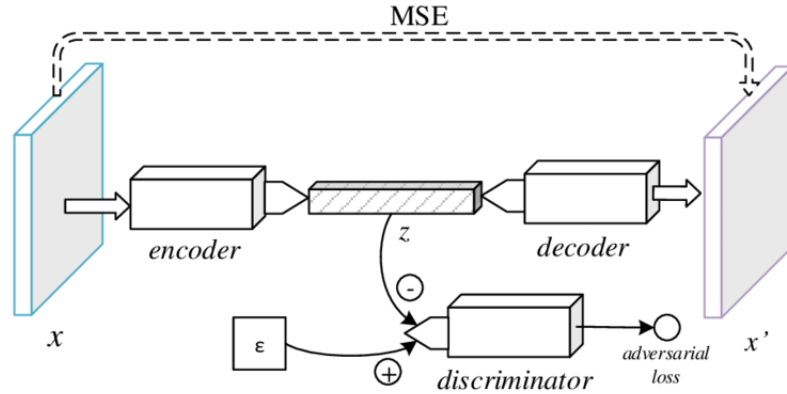 MSE
encoder
z
decoder
-
x
ε
+
discriminator
adversarial
loss
x'